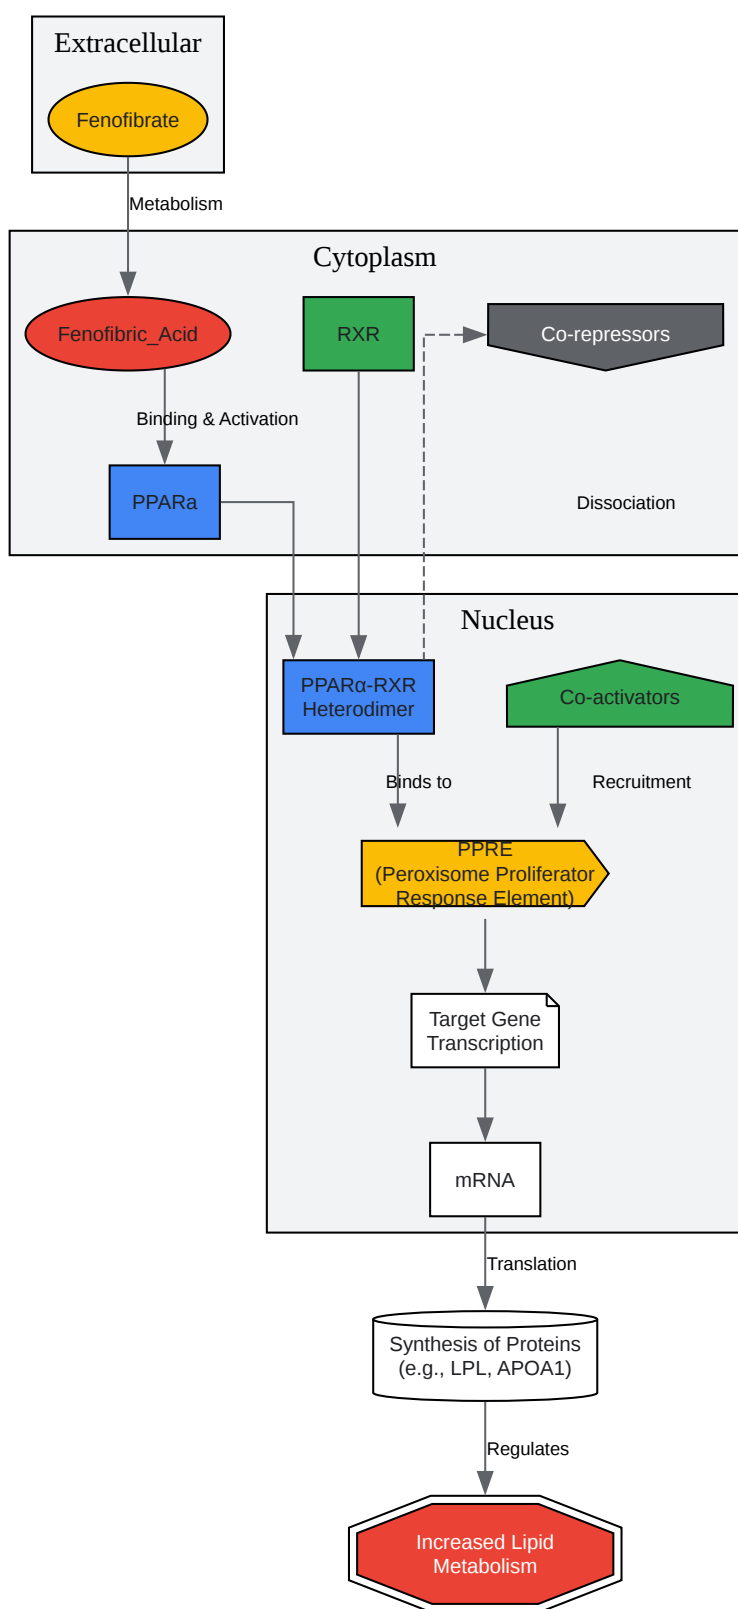 Extracellular
Fenofibrate
Metabolism
Cytoplasm
Fenofibric_Acid
RXR
Co-repressors
Binding & Activation
PPARa
Dissociation
Nucleus
PPARα-RXR
Heterodimer
Co-activators
Binds to
Recruitment
PPRE
(Peroxisome Proliferator
Response Element)
Target Gene
Transcription
mRNA
Translation
Synthesis of Proteins
(e.g., LPL, APOA1)
Regulates
Increased Lipid
Metabolism